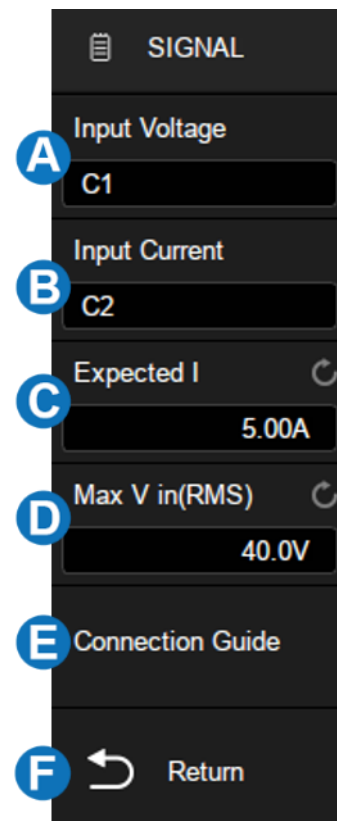 SIGNAL
A
Input Voltage
C1
B
Input Current
C2
C
Expected I
5.00A
D
Max V in(RMS)
40.0V
E
Connection Guide
F
Return